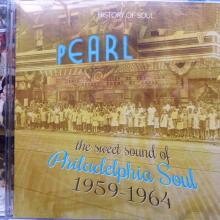 HISTORY OF SOUL
PEARL
the sweet sound of
Philadelphia Soul
1959-1964